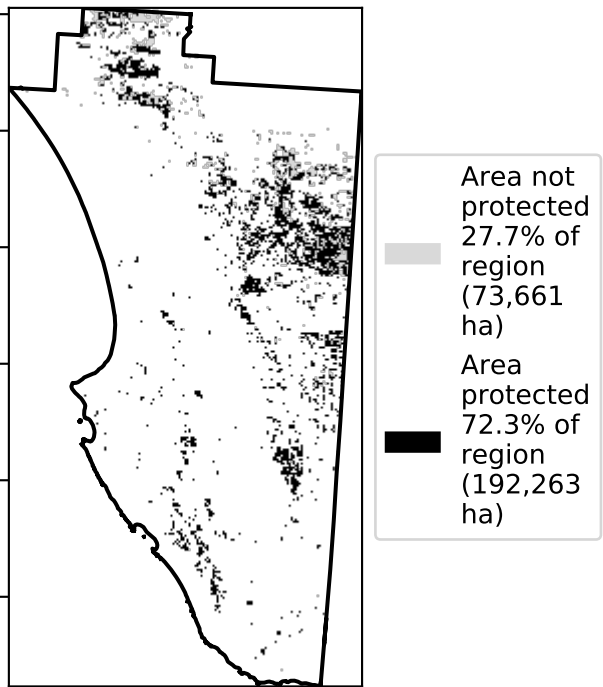 Area not
protected
27.7% of
region
(73,661
ha)
Area
protected
72.3% of
region
(192,263
ha)